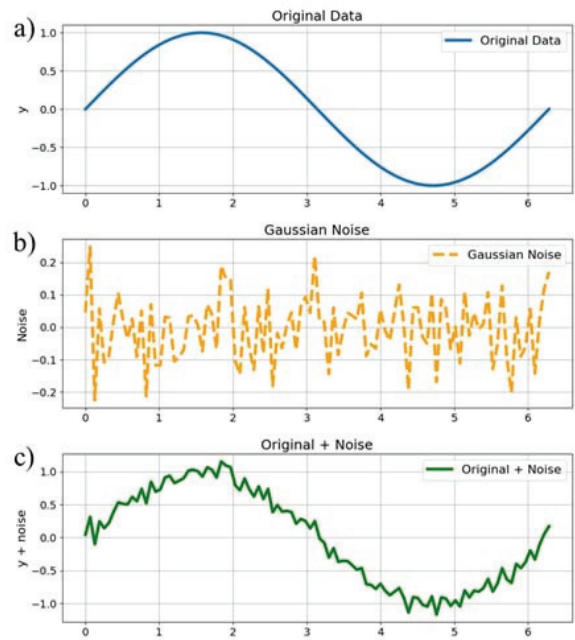 a)
Original Data
Original Data
y
1.0
0.5
0.0
−0.5
−1.0
0 1 2 3 4 5 6
b)
Gaussian Noise
Gaussian Noise
Noise
0.2
0.1
0.0
−0.1
−0.2
0 1 2 3 4 5 6
c)
Original + Noise
Original + Noise
y + noise
1.0
0.5
0.0
−0.5
−1.0
0 1 2 3 4 5 6